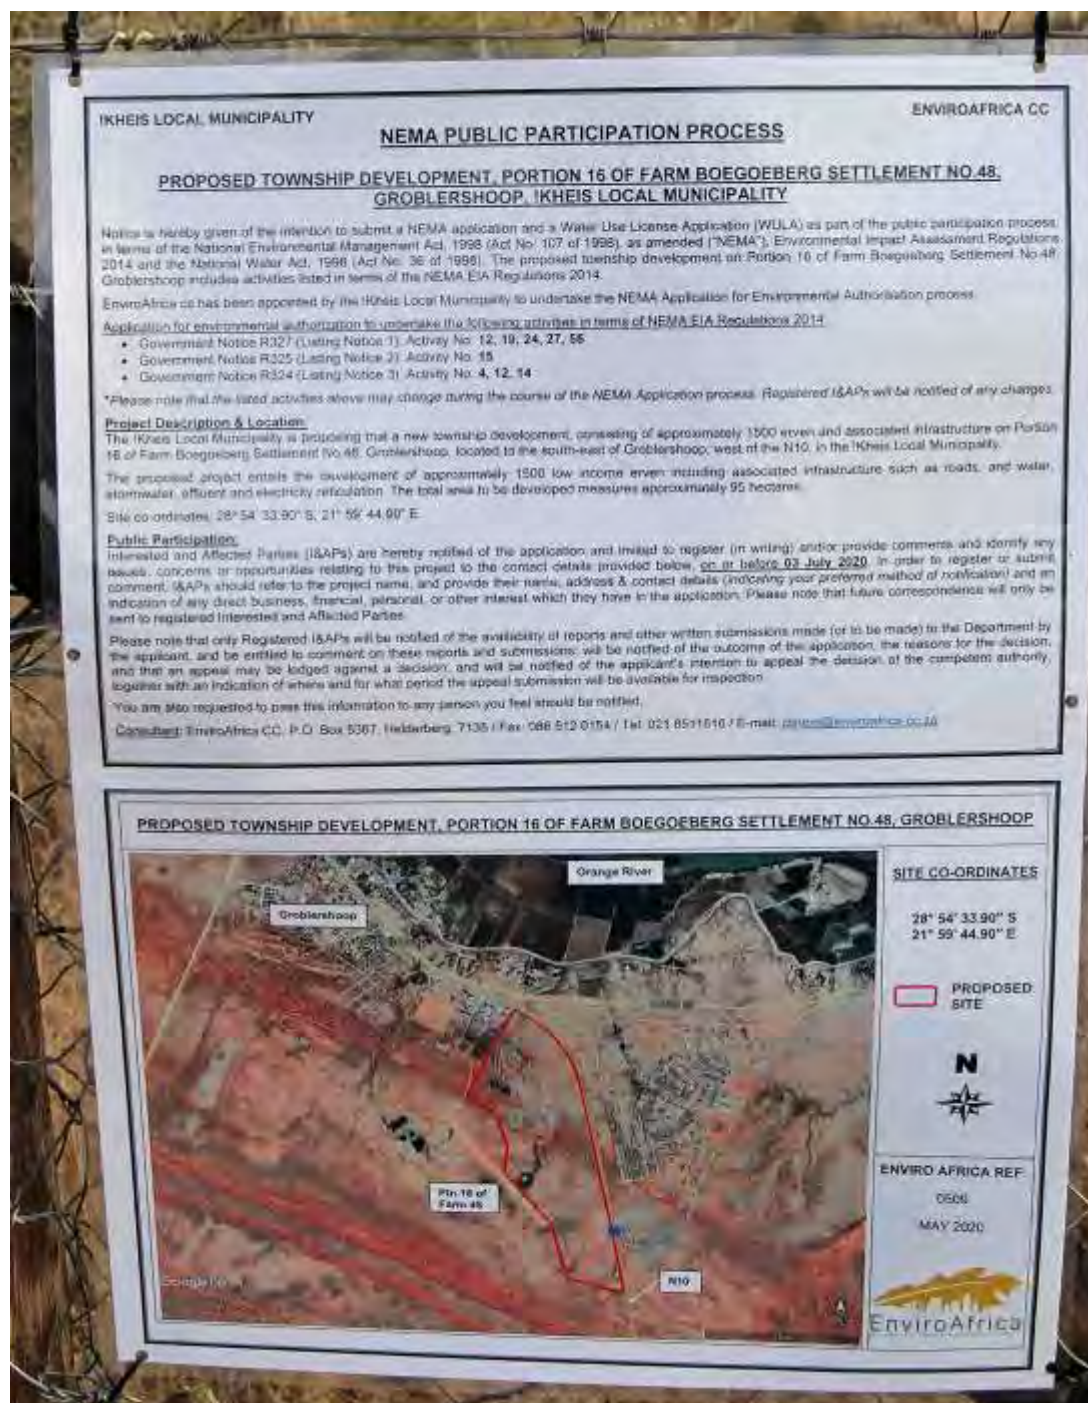 !KHEIS LOCAL MUNICIPALITY
ENVIROAFRICA CC
NEMA PUBLIC PARTICIPATION PROCESS
PROPOSED TOWNSHIP DEVELOPMENT, PORTION 16 OF FARM BOEGOEBERG SETTLEMENT NO.48,
GROBLERSHOOP, !KHEIS LOCAL MUNICIPALITY
Notice is hereby given of the intention to submit a NEMA application and a Water Use License Application (WULA) as part of the public participation process
in terms of the National Environmental Management Act, 1998 (Act No. 107 of 1998), as amended ("NEMA"), Environmental Impact Assessment Regulations
2014 and the National Water Act, 1998 (Act No. 36 of 1998). The proposed township development on Portion 16 of Farm Boegoeberg Settlement No.48
Groblershoop includes activities listed in terms of the NEMA EIA Regulations 2014.
EnviroAfrica cc has been appointed by the !Kheis Local Municipality to undertake the NEMA Application for Environmental Authorisation process.
Application for environmental authorization to undertake the following activities in terms of NEMA EIA Regulations 2014
• Government Notice R327 (Listing Notice 1): Activity No. 12, 19, 24, 27, 56
• Government Notice R325 (Listing Notice 2): Activity No. 15
• Government Notice R324 (Listing Notice 3): Activity No. 4, 12, 14
*Please note that the listed activities above may change during the course of the NEMA Application process. Registered I&APs will be notified of any changes.
Project Description & Location:
The !Kheis Local Municipality is proposing that a new township development, consisting of approximately 1500 erven and associated infrastructure on Portion
16 of Farm Boegoeberg Settlement No.48, Groblershoop, located to the south-east of Groblershoop, west of the N10, in the !Kheis Local Municipality.
The proposed project entails the development of approximately 1500 low income erven including associated infrastructure such as roads, and water,
stormwater, effluent and electricity reticulation. The total area to be developed measures approximately 95 hectares.
Site co-ordinates: 28° 54' 33.90" S, 21° 59' 44.90" E
Public Participation:
Interested and Affected Parties (I&APs) are hereby notified of the application and invited to register (in writing) and/or provide comments and identify any
issues, concerns or opportunities relating to this project to the contact details provided below, on or before 03 July 2020. In order to register or submit
comment, I&APs should refer to the project name, and provide their name, address & contact details (indicating your preferred method of notification) and an
indication of any direct business, financial, personal, or other interest which they have in the application. Please note that future correspondence will only be
sent to registered Interested and Affected Parties.
Please note that only Registered I&APs will be notified of the availability of reports and other written submissions made (or to be made) to the Department by
the applicant, and be entitled to comment on these reports and submissions; will be notified of the outcome of the application, the reasons for the decision,
and that an appeal may be lodged against a decision; and will be notified of the applicant's intention to appeal the decision of the competent authority,
together with an indication of where and for what period the appeal submission will be available for inspection.
You are also requested to pass this information to any person you feel should be notified.
Consultant: EnviroAfrica CC, P.O. Box 5367, Helderberg, 7135 / Fax: 086 512 0154 / Tel: 021 8511616 / E-mail:
PROPOSED TOWNSHIP DEVELOPMENT, PORTION 16 OF FARM BOEGOEBERG SETTLEMENT NO.48, GROBLERSHOOP
Orange River
Groblershoop
Ptn 16 of
Farm 48
N10
SITE CO-ORDINATES
28° 54' 33.90" S
21° 59' 44.90" E
PROPOSED
SITE
N
ENVIRO AFRICA REF:
MAY 2020
EnviroAfrica